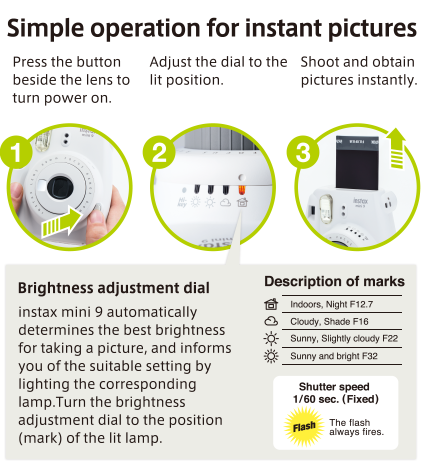 Simple operation for instant pictures
Press the button
beside the lens to
turn power on.
Adjust the dial to the
lit position.
Shoot and obtain
pictures instantly.
1
2
3
instax
mini 9
Brightness adjustment dial
instax mini 9 automatically
determines the best brightness
for taking a picture, and informs
you of the suitable setting by
lighting the corresponding
lamp.Turn the brightness
adjustment dial to the position
(mark) of the lit lamp.
Description of marks
Indoors, Night F12.7
Cloudy, Shade F16
Sunny, Slightly cloudy F22
Sunny and bright F32
Shutter speed
1/60 sec. (Fixed)
Flash
The flash
always fires.